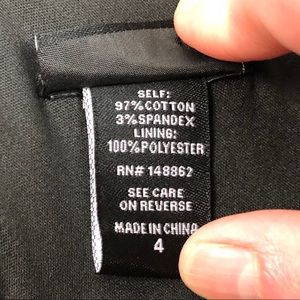 SELF:
97%COTTON
3%SPANDEX
LINING:
100%POLYESTER
RN# 148862
SEE CARE
ON REVERSE
MADE IN CHINA
4